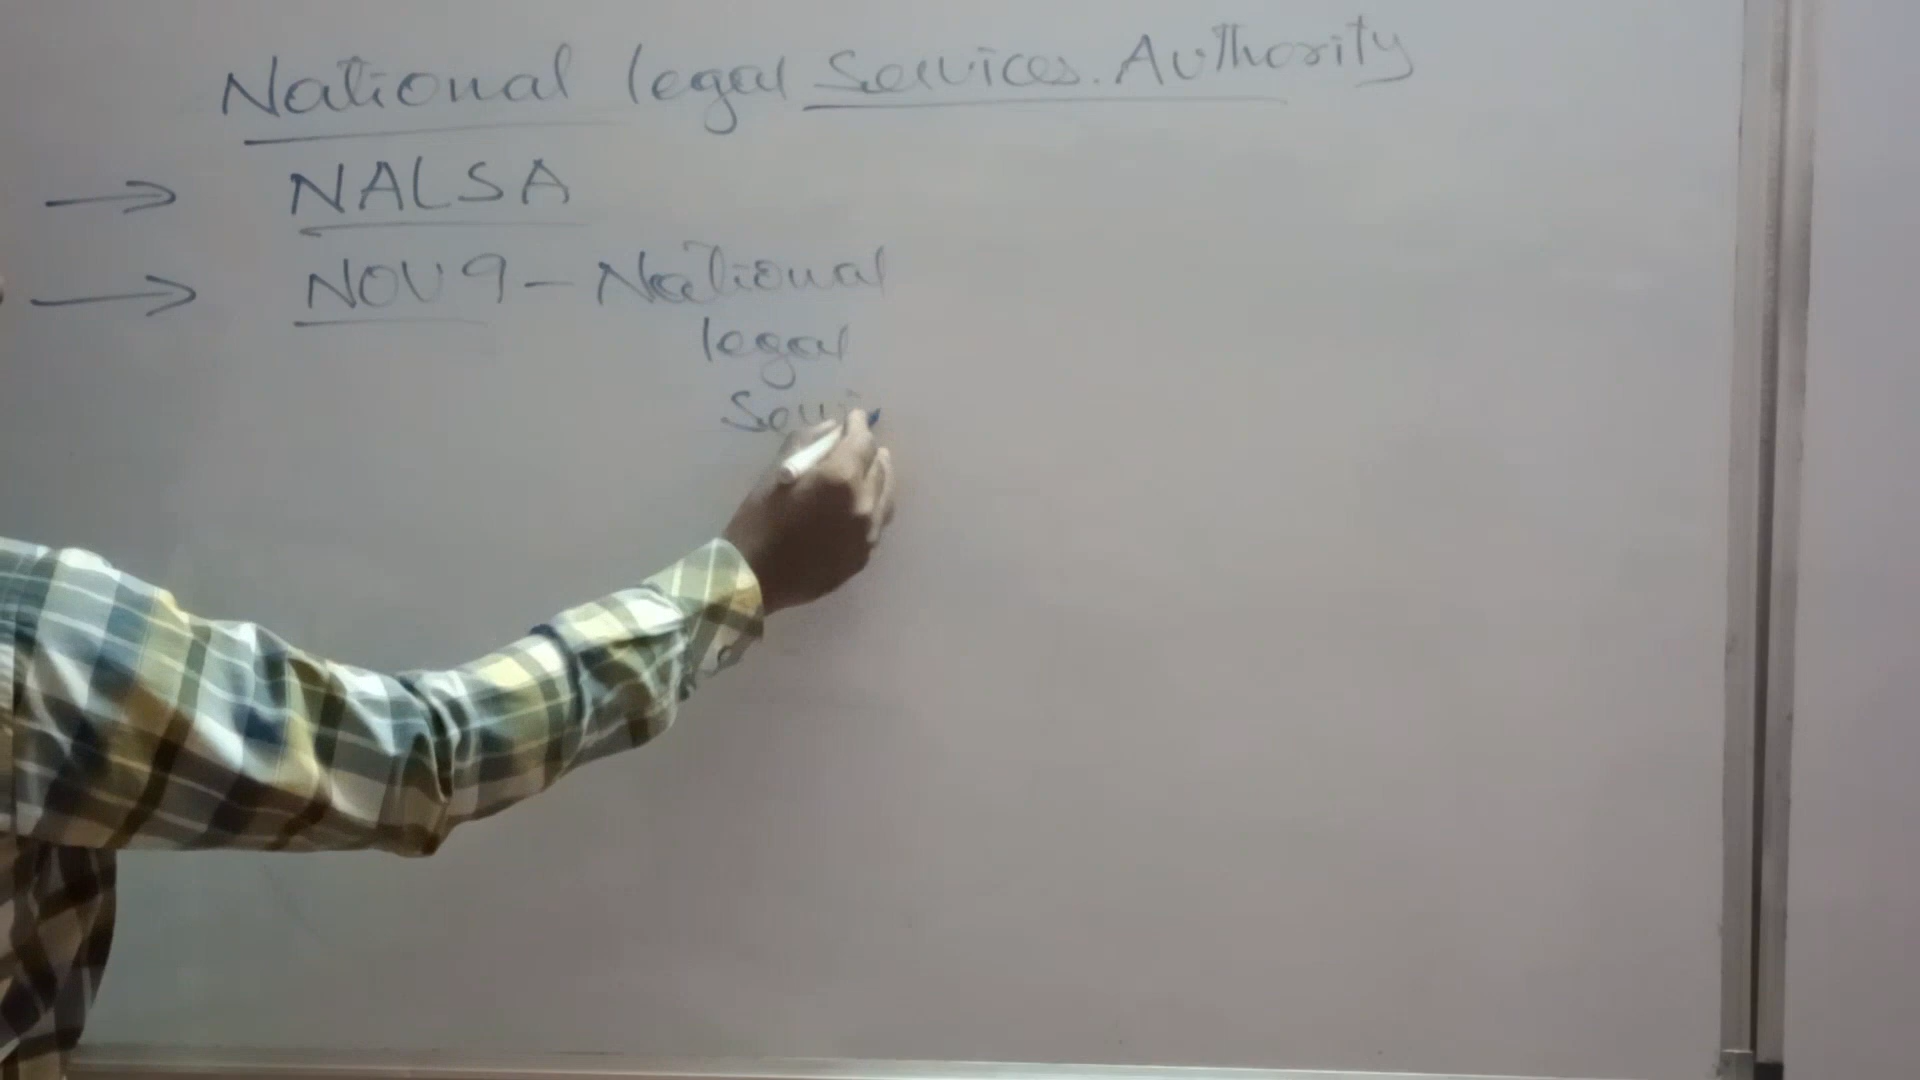 National legal Services. Authority
→ NALSA
→ NOV 9 - National
legal